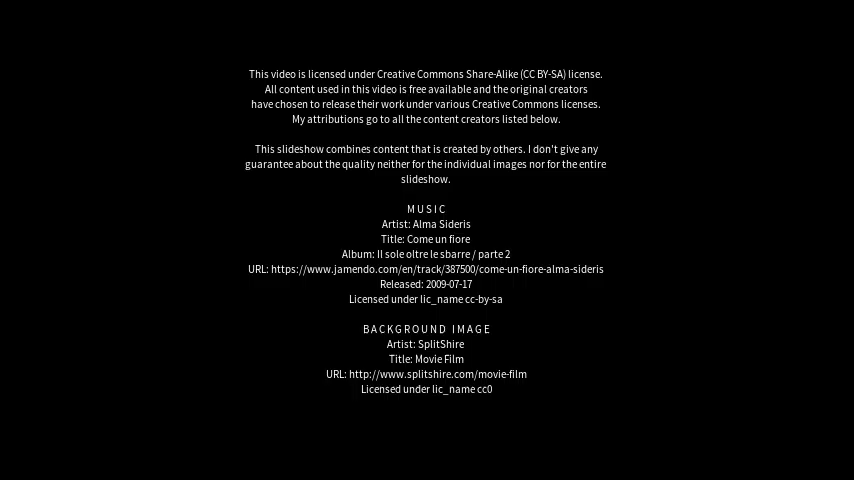 This video is licensed under Creative Commons Share-Alike (CC BY-SA) license.
All content used in this video is free available and the original creators
have chosen to release their work under various Creative Commons licenses.
My attributions go to all the content creators listed below.
This slideshow combines content that is created by others. I don't give any
guarantee about the quality neither for the individual images nor for the entire
slideshow.
MUSIC
Artist: Alma Sideris
Title: Come un fiore
Album: Il sole oltre le sbarre / parte 2
URL: https://www.jamendo.com/en/track/387500/come-un-fiore-alma-sideris
Released: 2009-07-17
Licensed under lic_name cc-by-sa
BACKGROUND IMAGE
Artist: SplitShire
Title: Movie Film
URL: http://www.splitshire.com/movie-film
Licensed under lic_name cc0